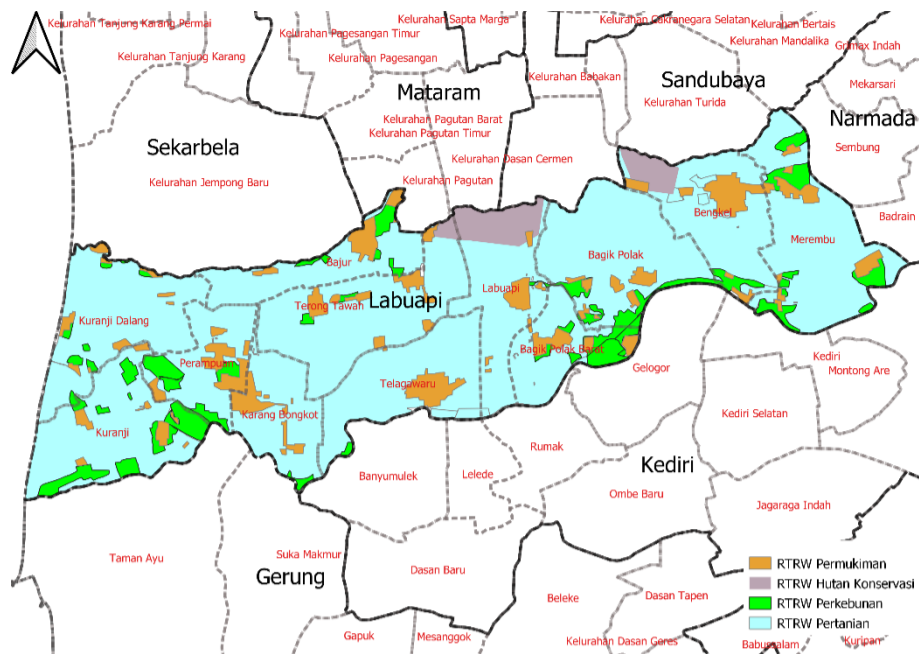 Kelurahan Tanjung Karang Permai
Kelurahan Sapta Marga
Kelurahan Cakranegara Selatan
Kelurahan Bertais
Kelurahan Pagesangan Timur
Kelurahan Mandalika
Grimax Indah
Kelurahan Tanjung Karang
Kelurahan Pagesangan
Kelurahan Babakan
Sandubaya
Mekarsari
Mataram
Kelurahan Turida
Narmada
Kelurahan Pagutan Barat
Kelurahan Pagutan Timur
Sekarbela
Sembung
Kelurahan Dasan Cermen
Kelurahan Jempong Baru
Kelurahan Pagutan
Bengkel
Badrain
Merembu
Bagik Polak
Bajur
Labuapi
Labuapi
Terong Tawah
Kuranji Dalang
Bagik Polak Barat
Perampuan
Kediri
Gelogor
Montong Are
Telagawaru
Kediri Selatan
Karang Bongkot
Kuranji
Rumak
Kediri
Banyumulek
Lelede
Ombe Baru
Jagaraga Indah
Taman Ayu
Suka Makmur
Gerung
Dasan Baru
Beleke
Dasan Tapen
Gapuk
Mesanggok
Kelurahan Dasan Geres
Babussalam
Kuripan
RTRW Permukiman
RTRW Hutan Konservasi
RTRW Perkebunan
RTRW Pertanian